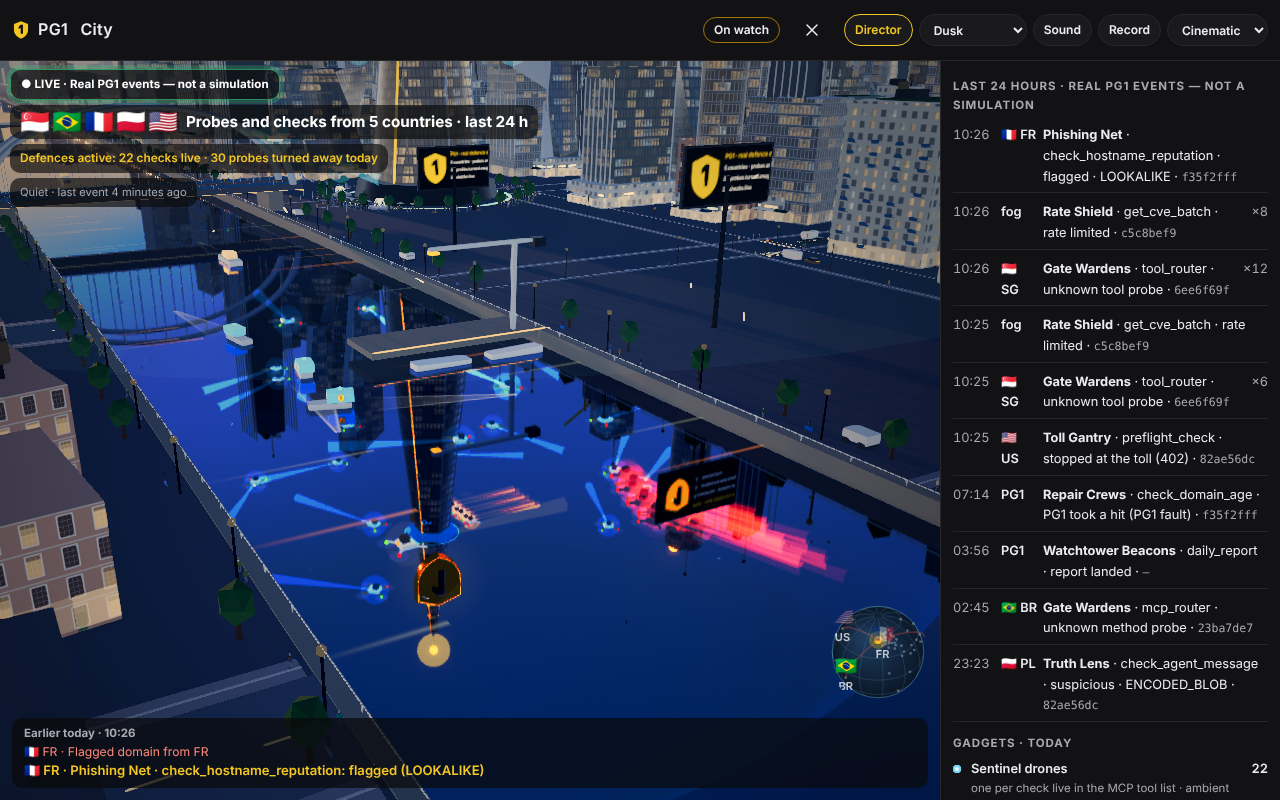 PG1 City
On watch
Director
Dusk
Sound
Record
Cinematic
LIVE · Real PG1 events — not a simulation
Probes and checks from 5 countries · last 24 h
Defences active: 22 checks live · 30 probes turned away today
Quiet · last event 4 minutes ago
US
FR
BR
Earlier today · 10:26
FR · Flagged domain from FR
FR · Phishing Net · check_hostname_reputation: flagged (LOOKALIKE)
LAST 24 HOURS · REAL PG1 EVENTS — NOT A
SIMULATION
10:26 FR Phishing Net ·
check_hostname_reputation ·
flagged · LOOKALIKE · f35f2fff
10:26 fog Rate Shield · get_cve_batch · ×8
rate limited · c5c8bef9
10:26 SG Gate Wardens · tool_router · ×12
unknown tool probe · 6ee6f69f
10:25 fog Rate Shield · get_cve_batch · rate
limited · c5c8bef9
10:25 SG Gate Wardens · tool_router · ×6
unknown tool probe · 6ee6f69f
10:25 US Toll Gantry · preflight_check ·
stopped at the toll (402) · 82ae56dc
07:14 PG1 Repair Crews · check_domain_age ·
PG1 took a hit (PG1 fault) · f35f2fff
03:56 PG1 Watchtower Beacons · daily_report
· report landed · —
02:45 BR Gate Wardens · mcp_router ·
unknown method probe · 23ba7de7
23:23 PL Truth Lens · check_agent_message
· suspicious · ENCODED_BLOB ·
82ae56dc
GADGETS · TODAY
Sentinel drones 22
one per check live in the MCP tool list · ambient